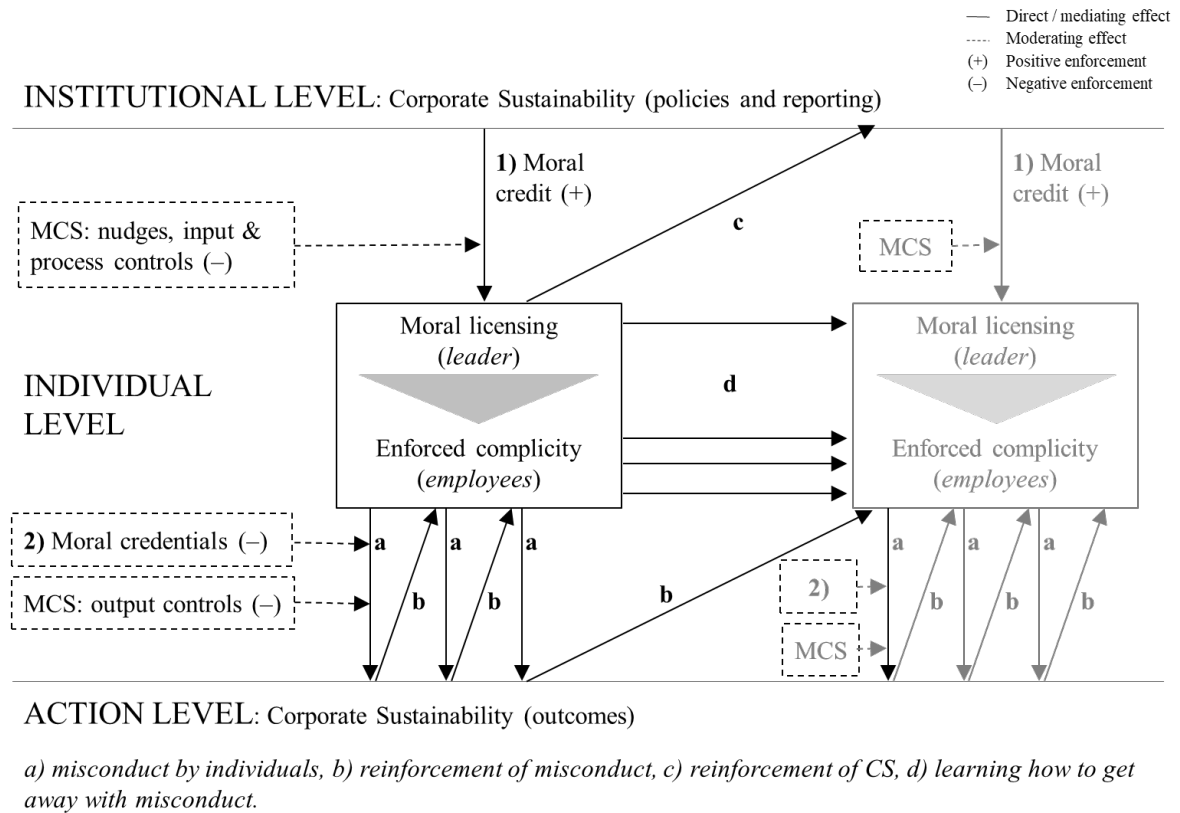 Direct / mediating effect
Moderating effect
(+) Positive enforcement
(–) Negative enforcement
INSTITUTIONAL LEVEL: Corporate Sustainability (policies and reporting)
1) Moral
credit (+)
1) Moral
credit (+)
MCS: nudges, input &
process controls (–)
c
MCS
Moral licensing
(leader)
Moral licensing
(leader)
INDIVIDUAL
LEVEL
d
Enforced complicity
(employees)
Enforced complicity
(employees)
2) Moral credentials (–)
a
a
a
a
a
a
MCS: output controls (–)
b
b
b
2)
b
b
b
MCS
ACTION LEVEL: Corporate Sustainability (outcomes)
a) misconduct by individuals, b) reinforcement of misconduct, c) reinforcement of CS, d) learning how to get
away with misconduct.